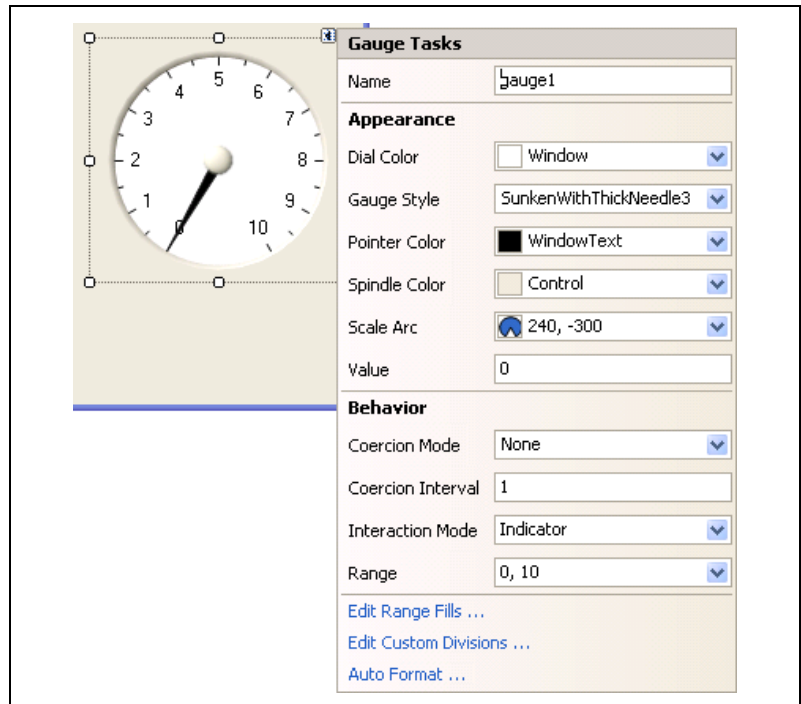 Gauge Tasks
Name gauge1
Appearance
Dial Color Window
Gauge Style SunkenWithThickNeedle3
Pointer Color WindowText
Spindle Color Control
Scale Arc 240, -300
Value 0
Behavior
Coercion Mode None
Coercion Interval 1
Interaction Mode Indicator
Range 0, 10
Edit Range Fills ...
Edit Custom Divisions ...
Auto Format ...
0
1
2
3
4
5
6
7
8
9
10